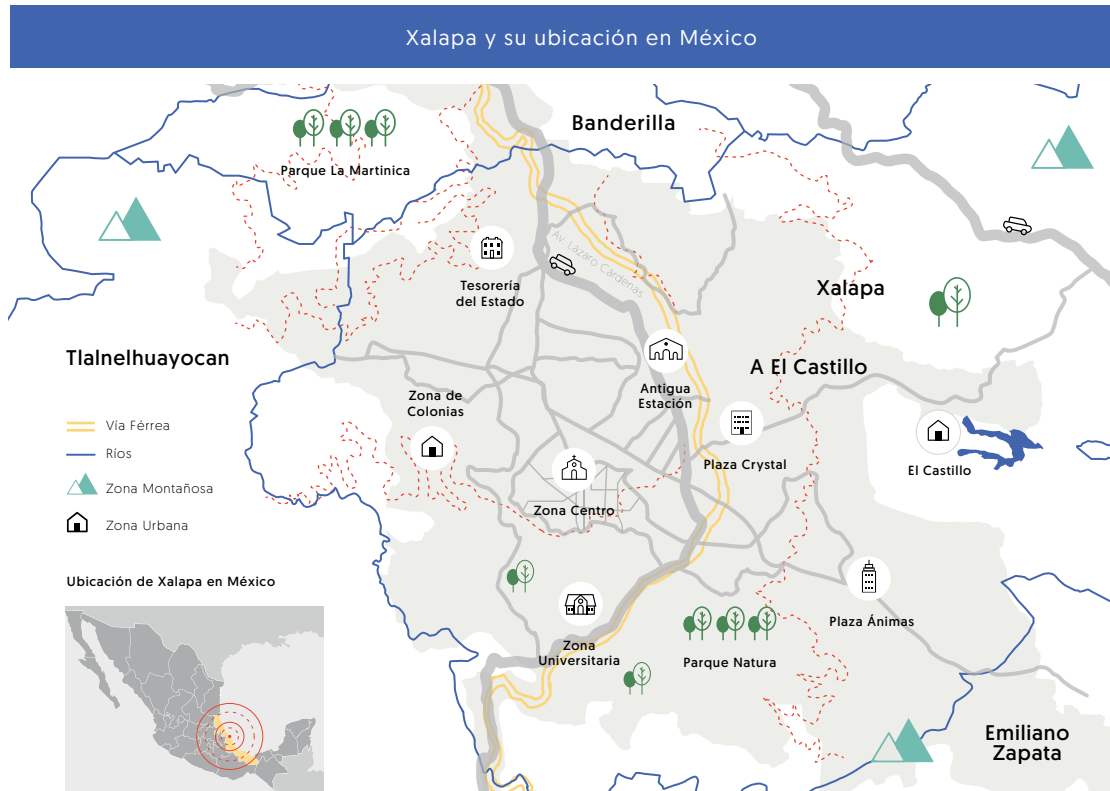 Xalapa y su ubicación en México
Banderilla
Parque La Martinica
Av. Lázaro Cárdenas
Tesorería
del Estado
Xalapa
Tlalnelhuayocan
A El Castillo
Antigua
Estación
Zona de
Colonias
Vía Férrea
Ríos
Zona Montañosa
Zona Urbana
Plaza Crystal
El Castillo
Zona Centro
Ubicación de Xalapa en México
Plaza Ánimas
Zona
Universitaria
Parque Natura
Emiliano
Zapata